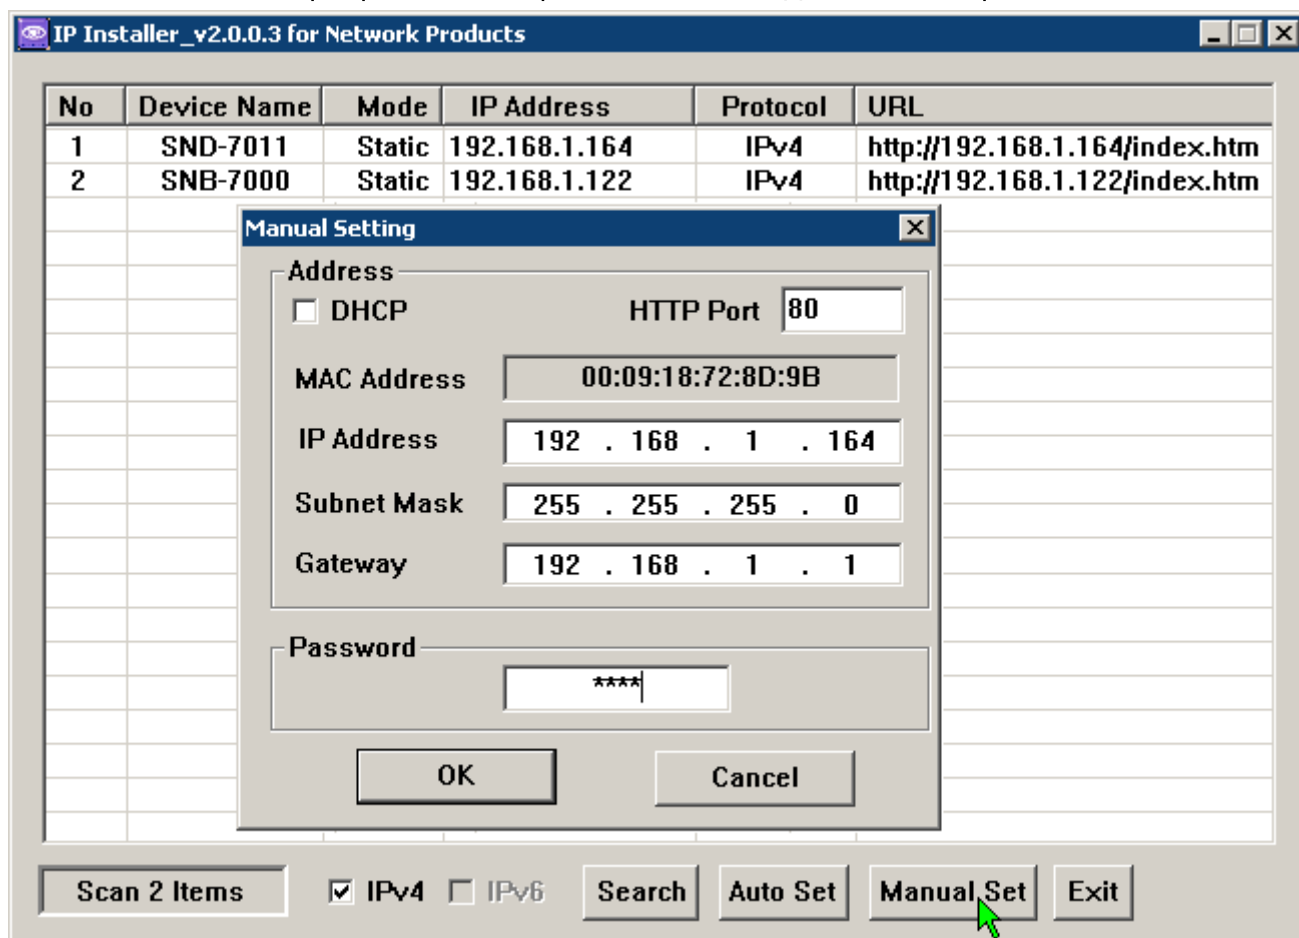 IP Installer_v2.0.0.3 for Network Products
No Device Name Mode IP Address Protocol URL
1 SND-7011 Static 192.168.1.164 IPv4 http://192.168.1.164/index.htm
2 SNB-7000 Static 192.168.1.122 IPv4 http://192.168.1.122/index.htm
Manual Setting
Address
DHCP HTTP Port 80
MAC Address 00:09:18:72:8D:9B
IP Address 192 . 168 . 1 . 164
Subnet Mask 255 . 255 . 255 . 0
Gateway 192 . 168 . 1 . 1
Password
****
OK Cancel
Scan 2 Items IPv4 IPv6 Search Auto Set Manual Set Exit